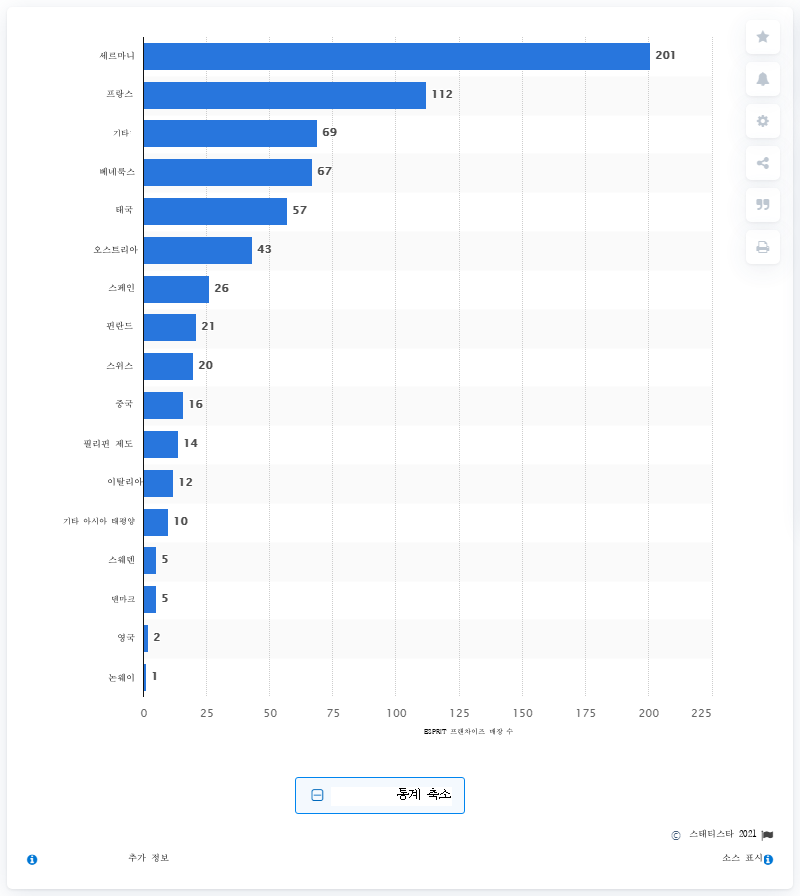 세르마니 201
프랑스 112
기타* 69
베네룩스 67
태국 57
오스트리아 43
스페인 26
핀란드 21
스위스 20
중국 16
필리핀 제도 14
이탈리아 12
기타 아시아 태평양 10
스웨덴 5
덴마크 5
영국 2
논웨이 1
0 25 50 75 100 125 150 175 200 225
ESPRIT 프랜차이즈 매장 수
통계 축소
© 스태티스타 2021
추가 정보 소스 표시